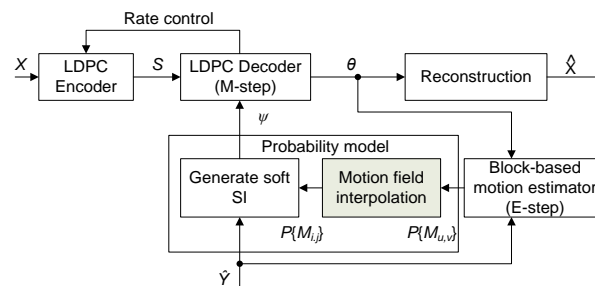 Rate control
X
LDPC
Encoder
S
LDPC Decoder
(M-step)
θ
Reconstruction
X̂
ψ
Probability model
Generate soft
SI
Motion field
interpolation
Block-based
motion estimator
(E-step)
P{Mi,j}
P{Mu,v}
Ŷ